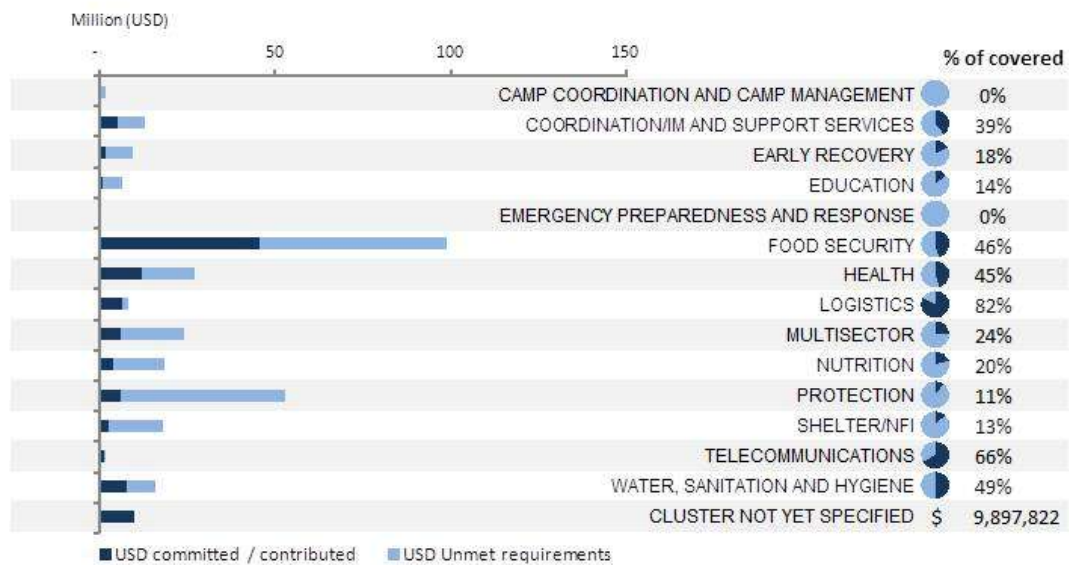 Million (USD)
- 50 100 150
% of covered
CAMP COORDINATION AND CAMP MANAGEMENT 0%
COORDINATION/IM AND SUPPORT SERVICES 39%
EARLY RECOVERY 18%
EDUCATION 14%
EMERGENCY PREPAREDNESS AND RESPONSE 0%
FOOD SECURITY 46%
HEALTH 45%
LOGISTICS 82%
MULTISECTOR 24%
NUTRITION 20%
PROTECTION 11%
SHELTER/NFI 13%
TELECOMMUNICATIONS 66%
WATER, SANITATION AND HYGIENE 49%
CLUSTER NOT YET SPECIFIED $ 9,897,822
USD committed / contributed USD Unmet requirements